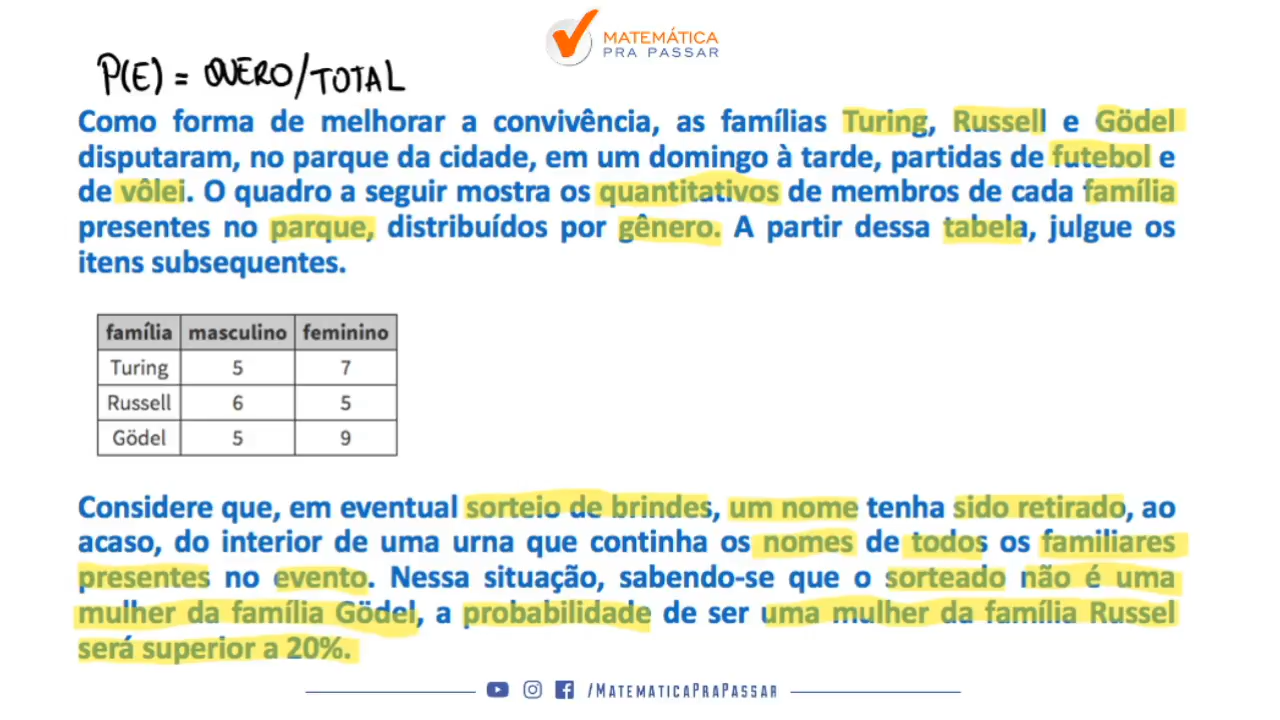 MATEMÁTICA
PRA PASSAR
P(E) = QUERO/TOTAL
Como forma de melhorar a convivência, as famílias Turing, Russell e Gödel
disputaram, no parque da cidade, em um domingo à tarde, partidas de futebol e
de vôlei. O quadro a seguir mostra os quantitativos de membros de cada família
presentes no parque, distribuídos por gênero. A partir dessa tabela, julgue os
itens subsequentes.
família masculino feminino
Turing 5 7
Russell 6 5
Gödel 5 9
Considere que, em eventual sorteio de brindes, um nome tenha sido retirado, ao
acaso, do interior de uma urna que continha os nomes de todos os familiares
presentes no evento. Nessa situação, sabendo-se que o sorteado não é uma
mulher da família Gödel, a probabilidade de ser uma mulher da família Russel
será superior a 20%.
/MATEMATICAPRAPASSAR